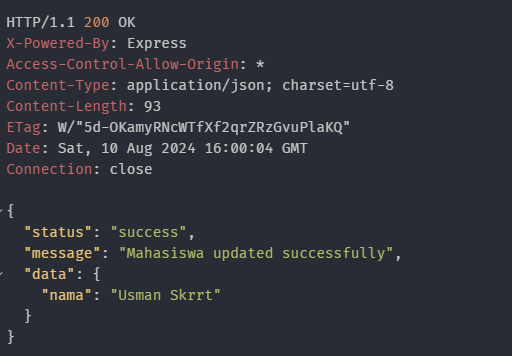 HTTP/1.1 200 OK
X-Powered-By: Express
Access-Control-Allow-Origin: *
Content-Type: application/json; charset=utf-8
Content-Length: 93
ETag: W/"5d-OKamyRNcWTfXf2qrZRzGvuPlaKQ"
Date: Sat, 10 Aug 2024 16:00:04 GMT
Connection: close

{
  "status": "success",
  "message": "Mahasiswa updated successfully",
  "data": {
    "nama": "Usman Skrrt"
  }
}